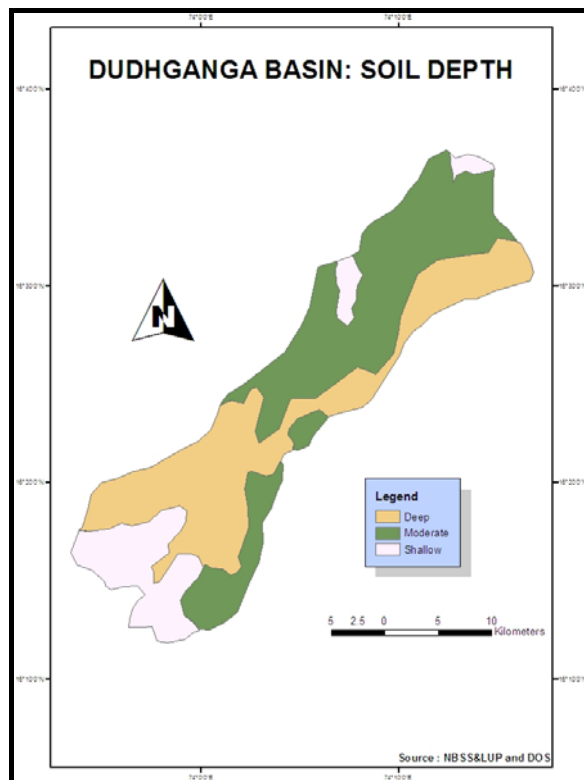 DUDHGANGA BASIN: SOIL DEPTH
N
Legend
Deep
Moderate
Shallow
5 2.5 0 5 10
Kilometers
Source : NBSS&LUP and DOS